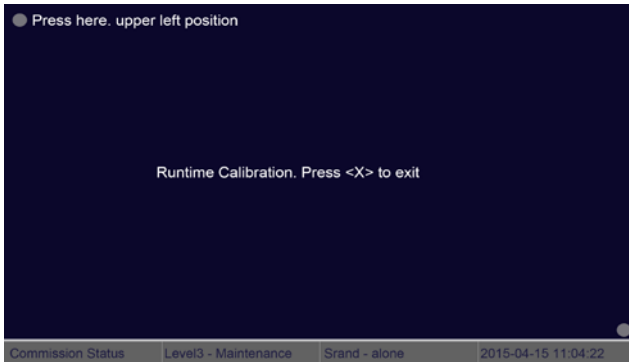 Press here. upper left position
Runtime Calibration. Press <X> to exit
Commission Status Level3 - Maintenance Srand - alone 2015-04-15 11:04:22